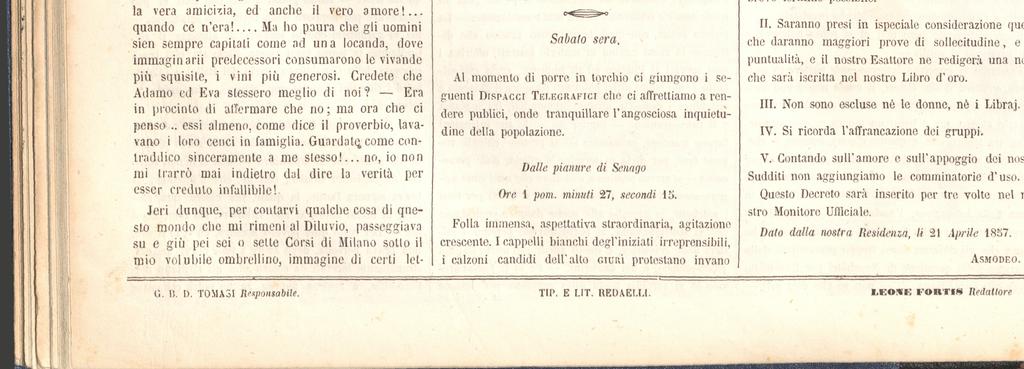 la vera amicizia, ed anche il vero amore!...
quando ce n'era!.... Ma ho paura che gli uomini
sien sempre capitati come ad una locanda, dove
immaginarii predecessori consumarono le vivande
più squisite, i vini più generosi. Credete che
Adamo ed Eva stessero meglio di noi? — Era
in procinto di affermare che no; ma ora che ci
penso.. essi almeno, come dice il proverbio, lava-
vano i loro cenci in famiglia. Guardate come con-
traddico sinceramente a me stesso!... no, io non
mi trarrò mai indietro dal dire la verità per
esser creduto infallibile!
Jeri dunque, per contarvi qualche cosa di que-
sto mondo che mi rimeni al Diluvio, passeggiava
su e giù pei sei o sette Corsi di Milano sotto il
mio volubile ombrellino, immagine di certi let-
Sabato sera.
Al momento di porre in torchio ci giungono i se-
guenti DISPACCI TELEGRAFICI che ci affrettiamo a ren-
dere publici, onde tranquillare l'angosciosa inquietu-
dine della popolazione.
Dalle pianure di Senago
Ore 1 pom. minuti 27, secondi 15.
Folla immensa, aspettativa straordinaria, agitazione
crescente. I cappelli bianchi degl'iniziati irreprensibili,
i calzoni candidi dell'alto GIURÌ protestano invano
II. Saranno presi in ispeciale considerazione
che daranno maggiori prove di sollecitudine, e
puntualità, e il nostro Esattore ne redigerà una
che sarà iscritta nel nostro Libro d'oro.
III. Non sono escluse nè le donne, nè i Libraj.
IV. Si ricorda l'affrancazione dei gruppi.
V. Contando sull'amore e sull'appoggio dei
Sudditi non aggiungiamo le comminatorie d'uso.
Questo Decreto sarà inserito per tre volte nel
stro Monitore Ufficiale.
Dato dalla nostra Residenza, li 21 Aprile 1857.
ASMODEO.
G. B. D. TOMASI Responsabile.
TIP. E LIT. REDAELLI.
LEONE FORTIS Redattore